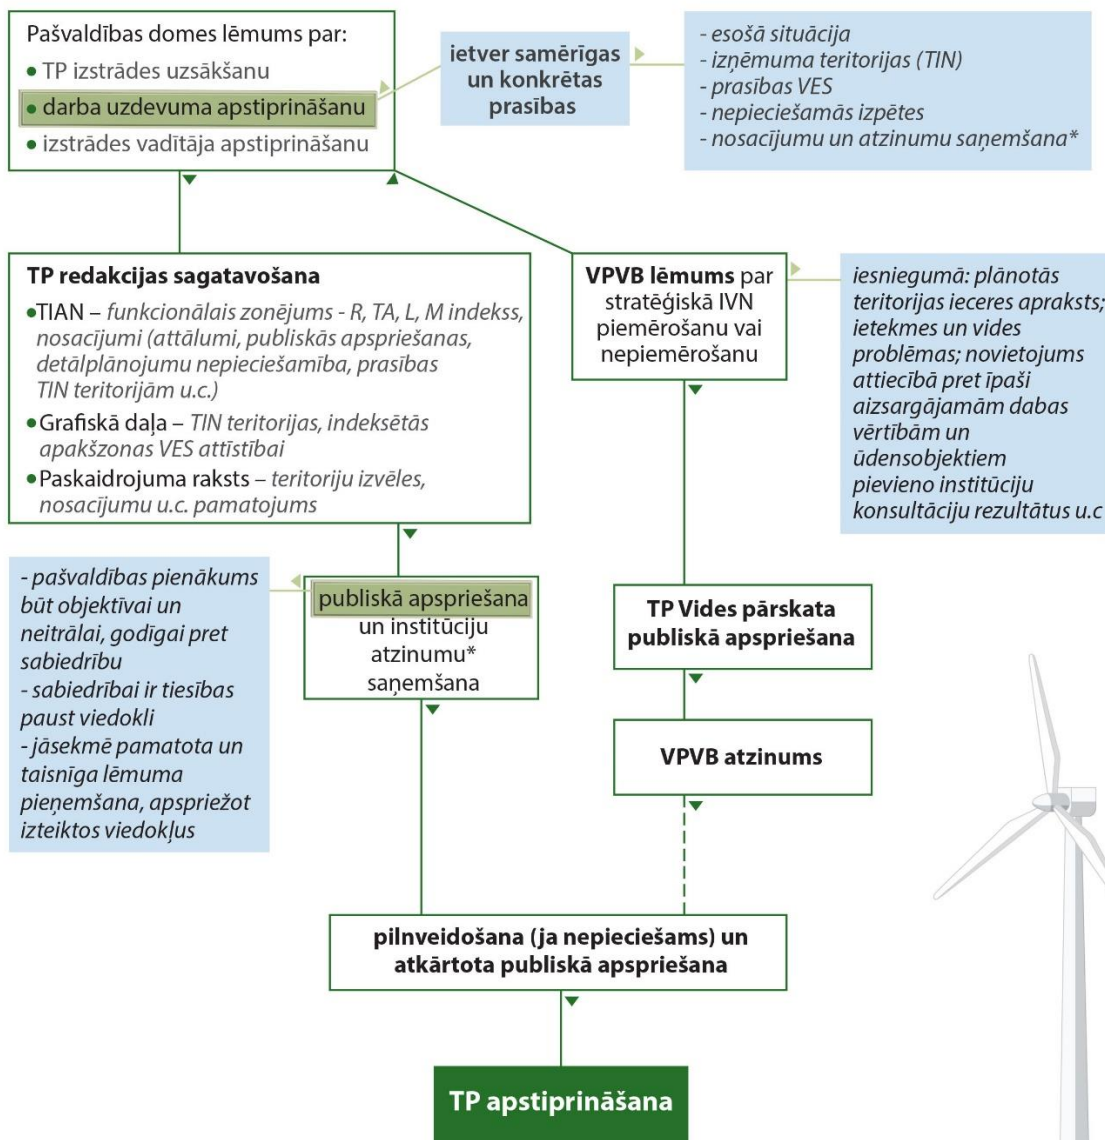 Pašvaldības domes lēmums par:
• TP izstrādes uzsākšanu
• darba uzdevuma apstiprināšanu
• izstrādes vadītāja apstiprināšanu
ietver samērīgas
un konkrētas
prasības
- esošā situācija
- izņēmuma teritorijas (TIN)
- prasības VES
- nepieciešamās izpētes
- nosacījumu un atzinumu saņemšana*
TP redakcijas sagatavošana
•TIAN – funkcionālais zonējums - R, TA, L, M indekss,
nosacījumi (attālumi, publiskās apspriešanas,
detālplānojumu nepieciešamība, prasības
TIN teritorijām u.c.)
•Grafiskā daļa – TIN teritorijas, indeksētās
apakšzonas VES attīstībai
•Paskaidrojuma raksts – teritoriju izvēles,
nosacījumu u.c. pamatojums
VPVB lēmums par
stratēģiskā IVN
piemērošanu vai
nepiemērošanu
iesniegumā: plānotās
teritorijas ieceres apraksts;
ietekmes un vides
problēmas; novietojums
attiecībā pret īpaši
aizsargājamām dabas
vērtībām un
ūdensobjektiem
pievieno institūciju
konsultāciju rezultātus u.c
- pašvaldības pienākums
būt objektīvai un
neitrālai, godīgai pret
sabiedrību
- sabiedrībai ir tiesības
paust viedokli
- jāsekmē pamatota un
taisnīga lēmuma
pieņemšana, apspriežot
izteiktos viedokļus
publiskā apspriešana
un institūciju
atzinumu*
saņemšana
TP Vides pārskata
publiskā apspriešana
VPVB atzinums
pilnveidošana (ja nepieciešams) un
atkārtota publiskā apspriešana
TP apstiprināšana